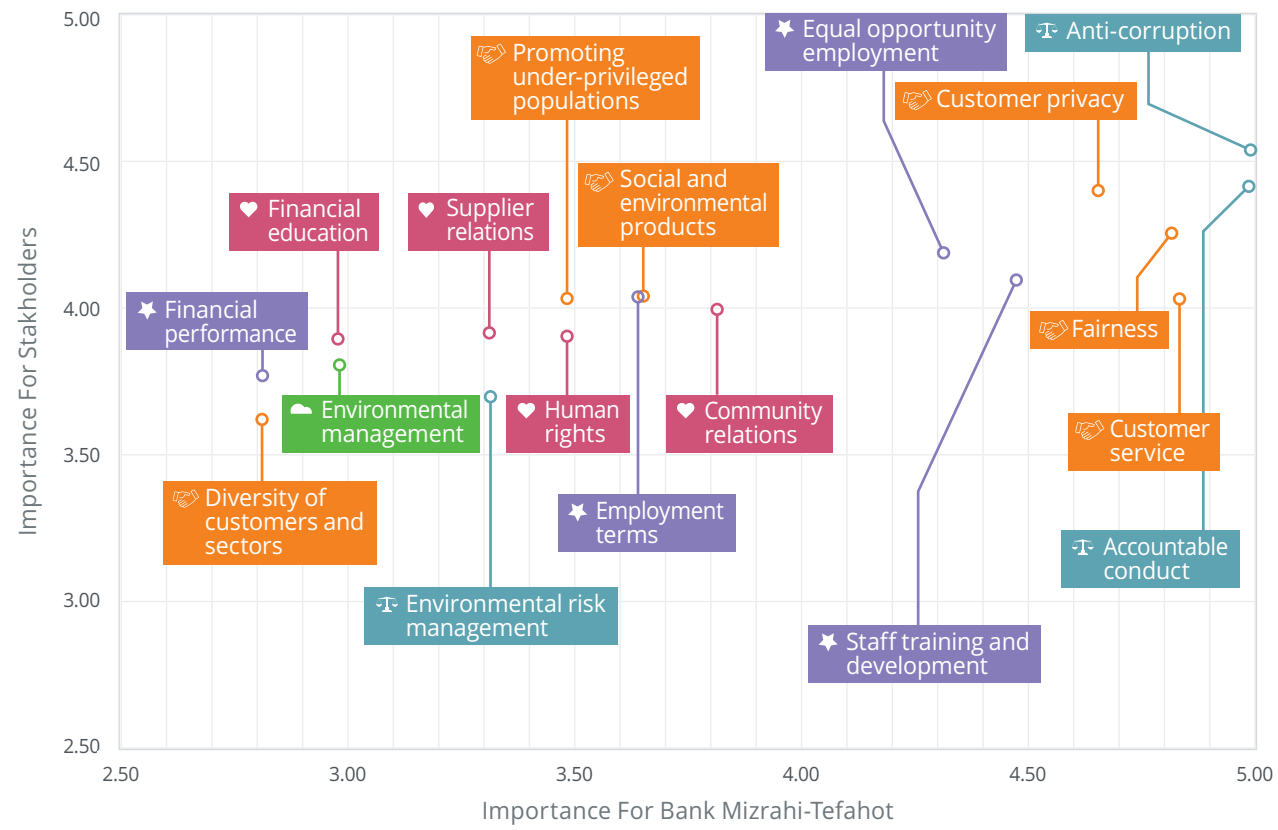 5.00
4.50
4.00
3.50
3.00
2.50
Importance For Stakholders
Equal opportunity
employment
Anti-corruption
Promoting
under-privileged
populations
Customer privacy
Social and
environmental
products
Financial
education
Supplier
relations
Financial
performance
Fairness
Environmental
management
Human
rights
Community
relations
Customer
service
Diversity of
customers and
sectors
Employment
terms
Accountable
conduct
Environmental risk
management
Staff training and
development
2.50
3.00
3.50
4.00
4.50
5.00
Importance For Bank Mizrahi-Tefahot